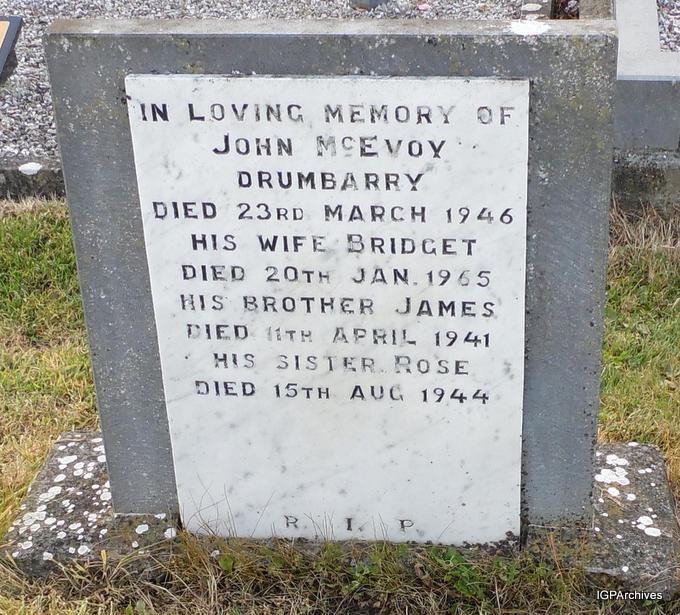 IN LOVING MEMORY OF
JOHN McEVOY
DRUMBARRY
DIED 23RD MARCH 1946
HIS WIFE BRIDGET
DIED 20TH JAN. 1965
HIS BROTHER JAMES
DIED 11TH APRIL 1941
HIS SISTER ROSE
DIED 15TH AUG 1944
R. I. P.
IGPArchives